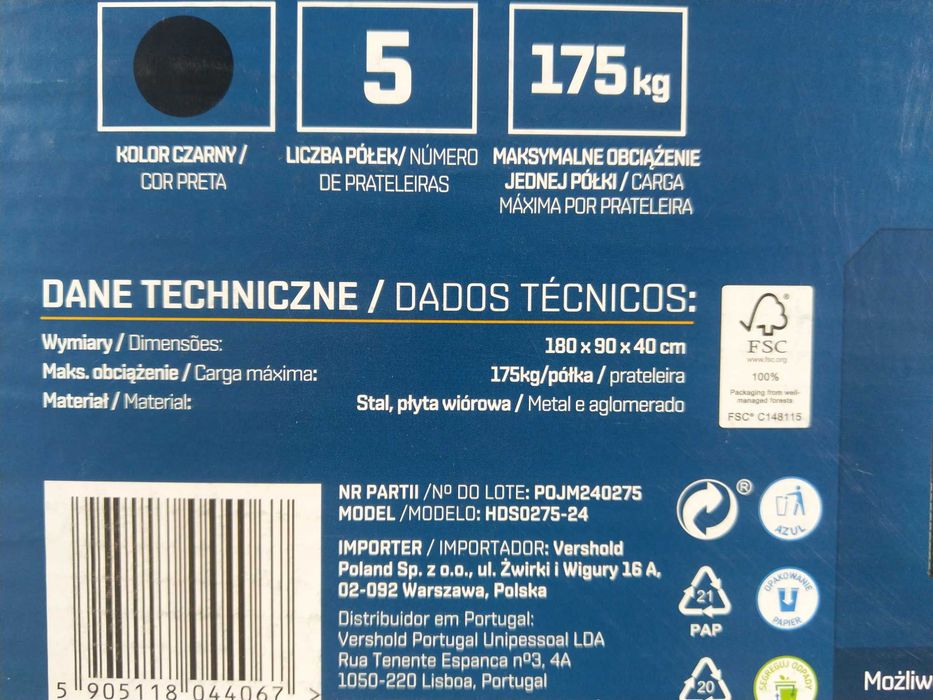 5
175 kg
KOLOR CZARNY /
COR PRETA
LICZBA PÓŁEK/ NÚMERO
DE PRATELEIRAS
MAKSYMALNE OBCIĄŻENIE
JEDNEJ PÓŁKI / CARGA
MÁXIMA POR PRATELEIRA
DANE TECHNICZNE / DADOS TÉCNICOS:
Wymiary / Dimensões: 180 x 90 x 40 cm
Maks. obciążenie / Carga máxima: 175kg/półka / prateleira
Materiał / Material: Stal, płyta wiórowa / Metal e aglomerado
®
FSC
www.fsc.org
100%
Packaging from well-
managed forests
FSC® C148115
NR PARTII /Nº DO LOTE: POJM240275
MODEL /MODELO: HDS0275-24
IMPORTER / IMPORTADOR: Vershold
Poland Sp. z o.o., ul. Żwirki i Wigury 16 A,
02-092 Warszawa, Polska
Distribuidor em Portugal:
Vershold Portugal Unipessoal LDA
Rua Tenente Espanca nº3, 4A
1050-220 Lisboa, Portugal
5 905118 044067 >
®
AZUL
21
PAP
OPAKOWANIE
PAPIER
20
SEGREGUJ ODPADY
Możliw